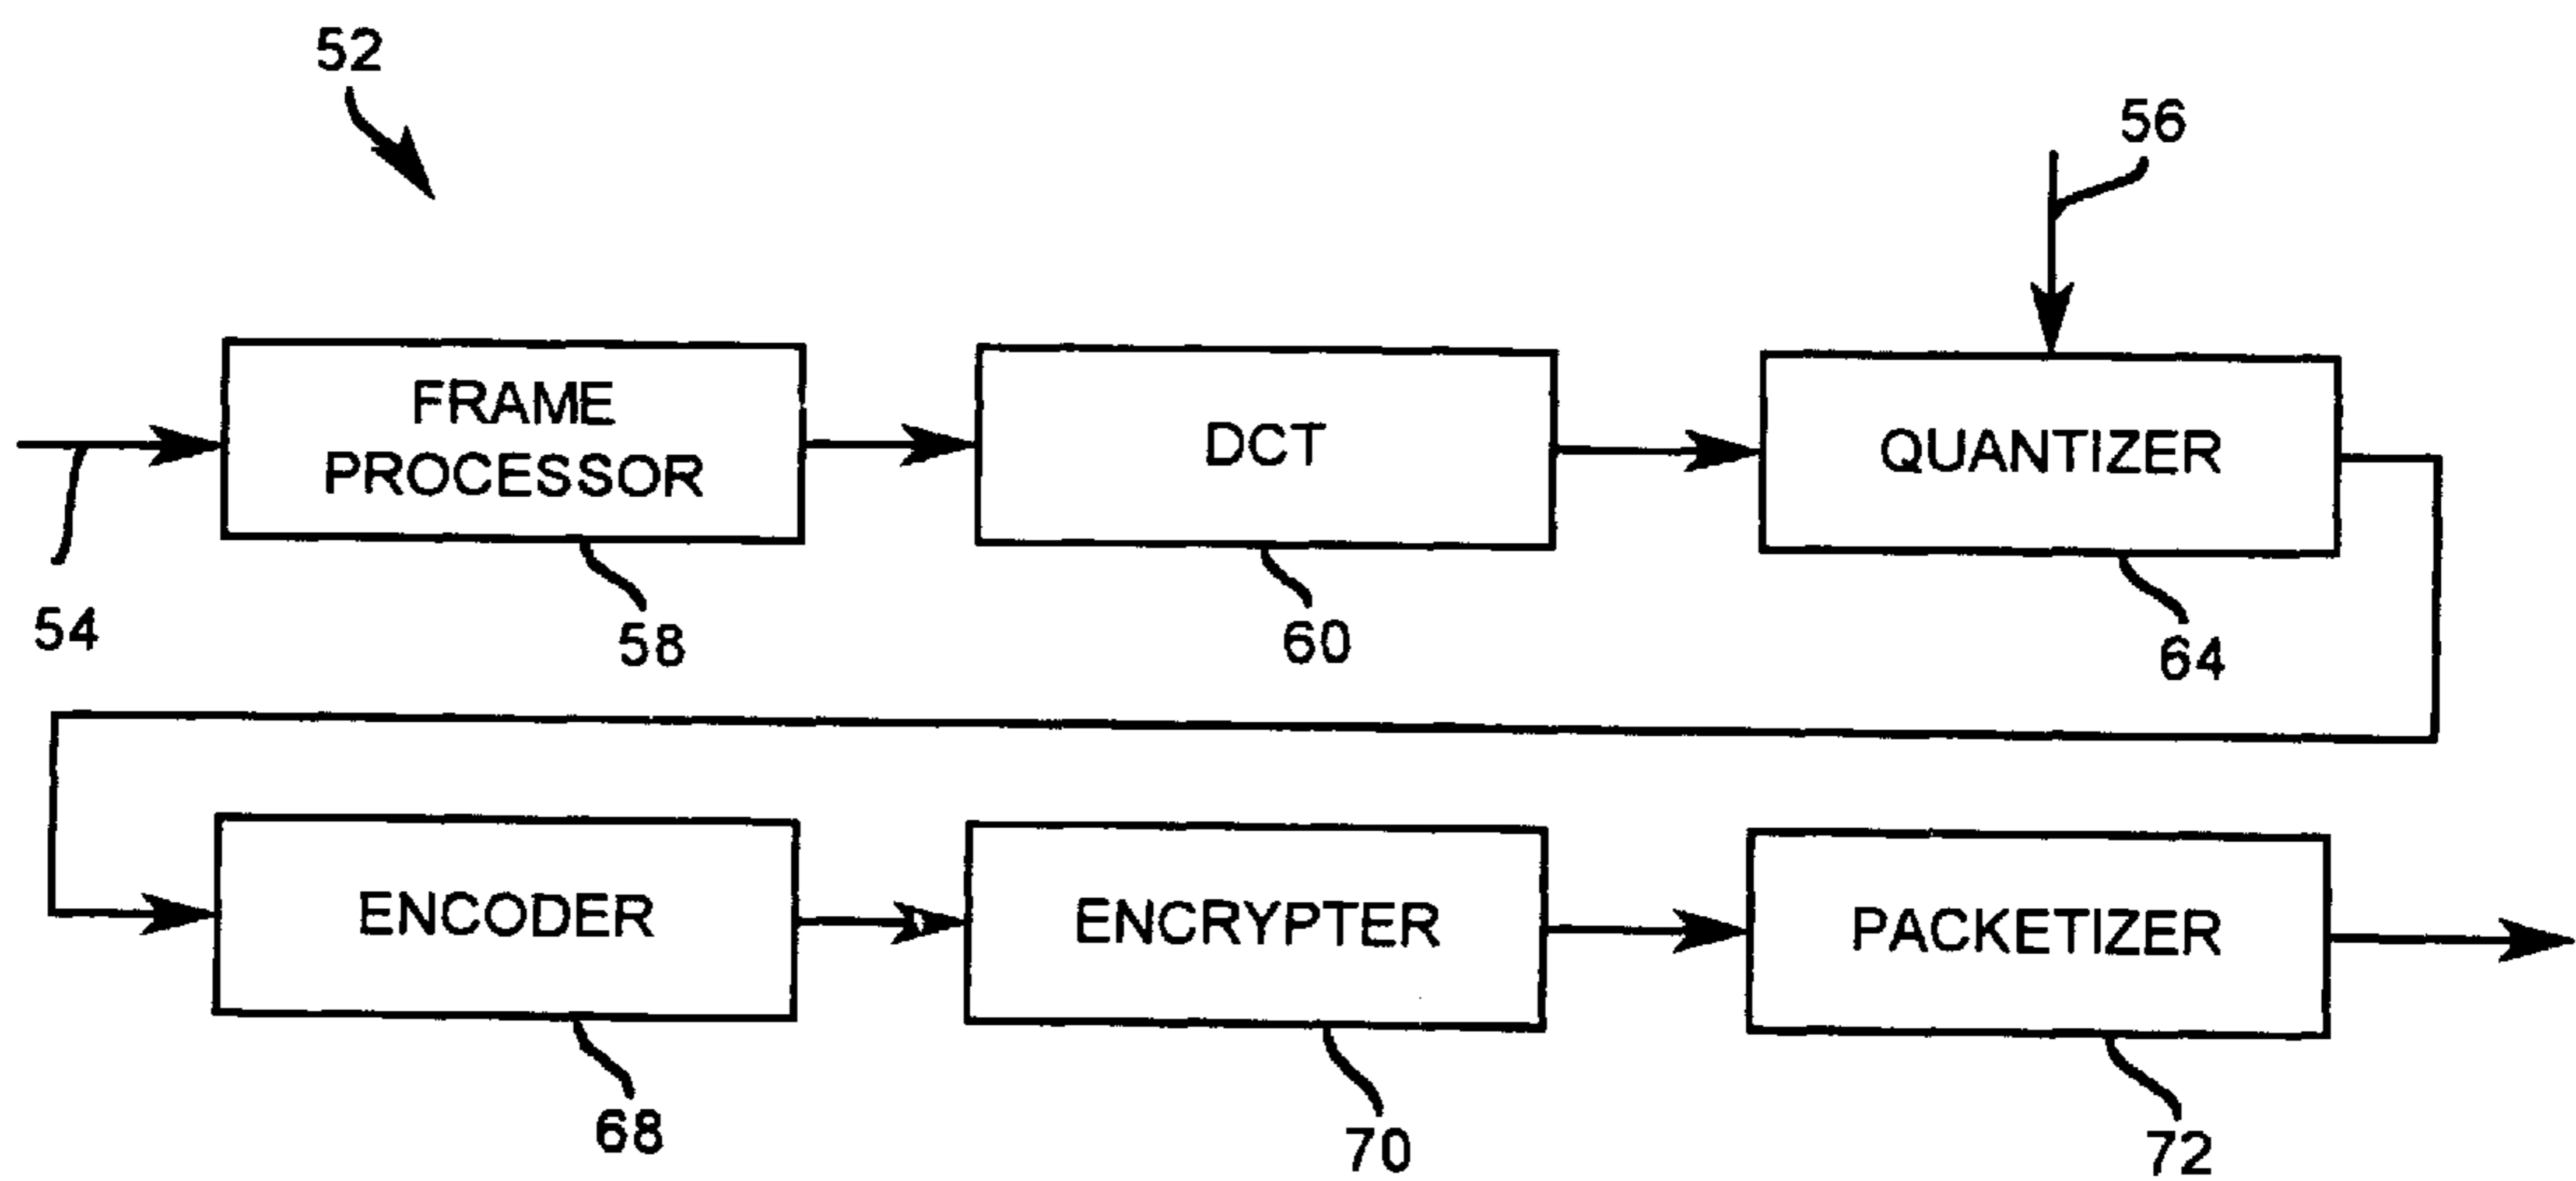 52
56
FRAME
PROCESSOR
DCT
QUANTIZER
54
58
60
64
ENCODER
ENCRYPTER
PACKETIZER
68
70
72